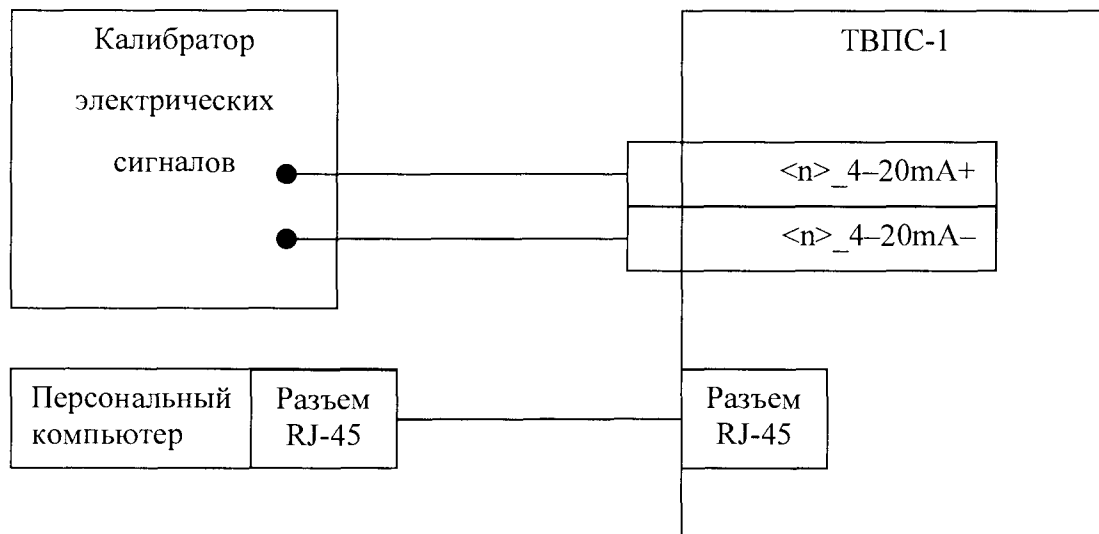 Калибратор
электрических
сигналов
ТВПС-1
<n>_4–20mA+
<n>_4–20mA–
Персональный
компьютер
Разъем
RJ-45
Разъем
RJ-45